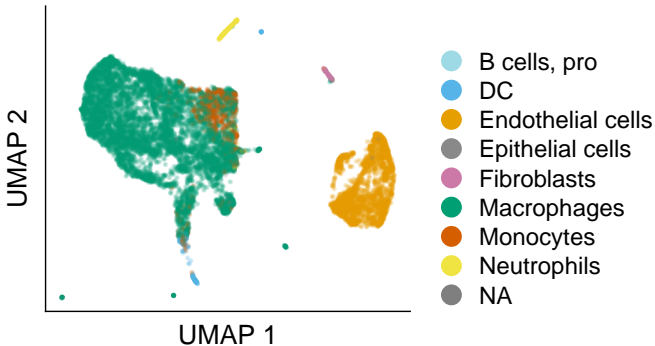 B cells, pro
DC
Endothelial cells
Epithelial cells
Fibroblasts
Macrophages
Monocytes
Neutrophils
NA
UMAP 2
UMAP 1